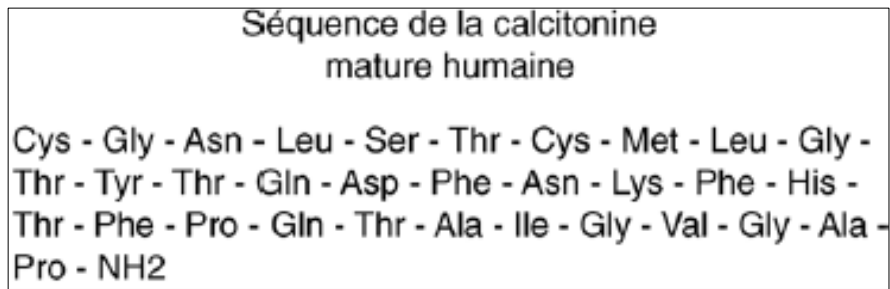 Séquence de la calcitonine
mature humaine
Cys - Gly - Asn - Leu - Ser - Thr - Cys - Met - Leu - Gly -
Thr - Tyr - Thr - Gln - Asp - Phe - Asn - Lys - Phe - His -
Thr - Phe - Pro - Gln - Thr - Ala - Ile - Gly - Val - Gly - Ala -
Pro - NH2